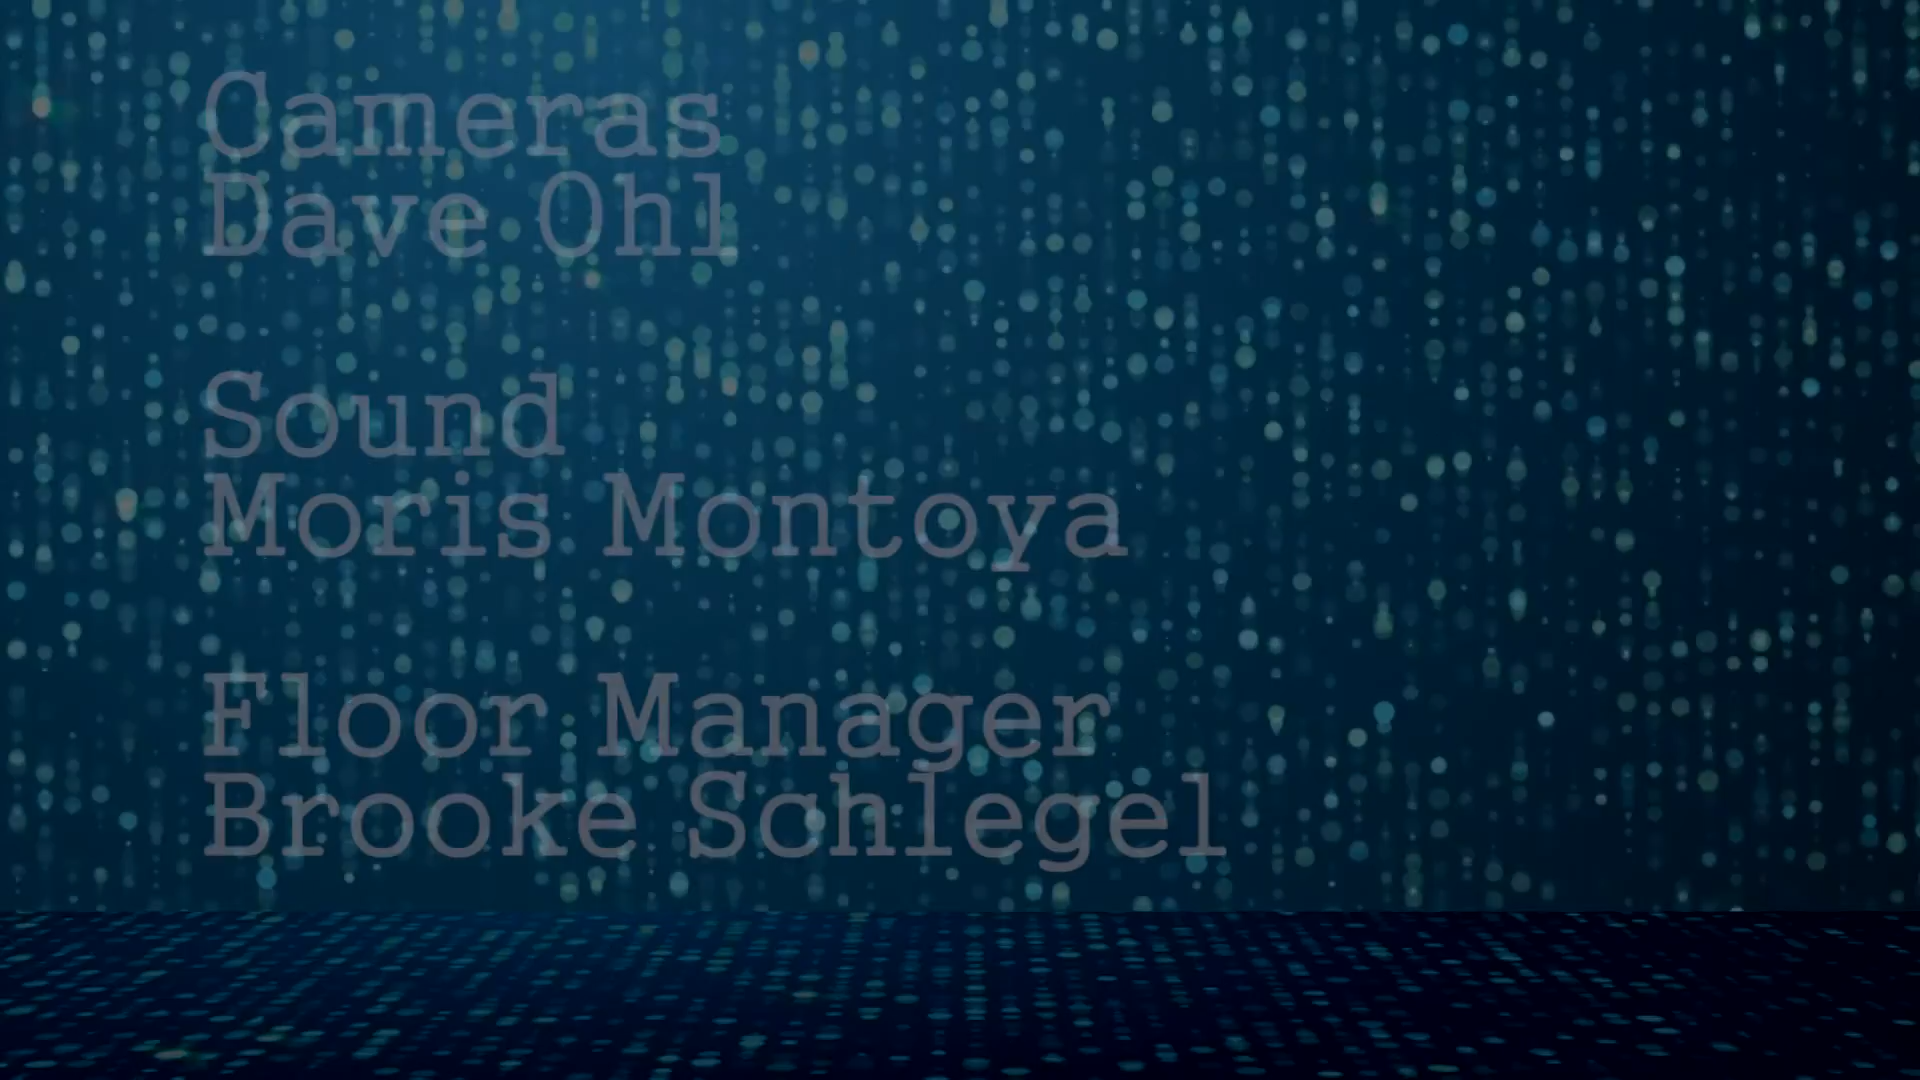 Cameras
Dave Ohl
Sound
Moris Montoya
Floor Manager
Brooke Schlegel